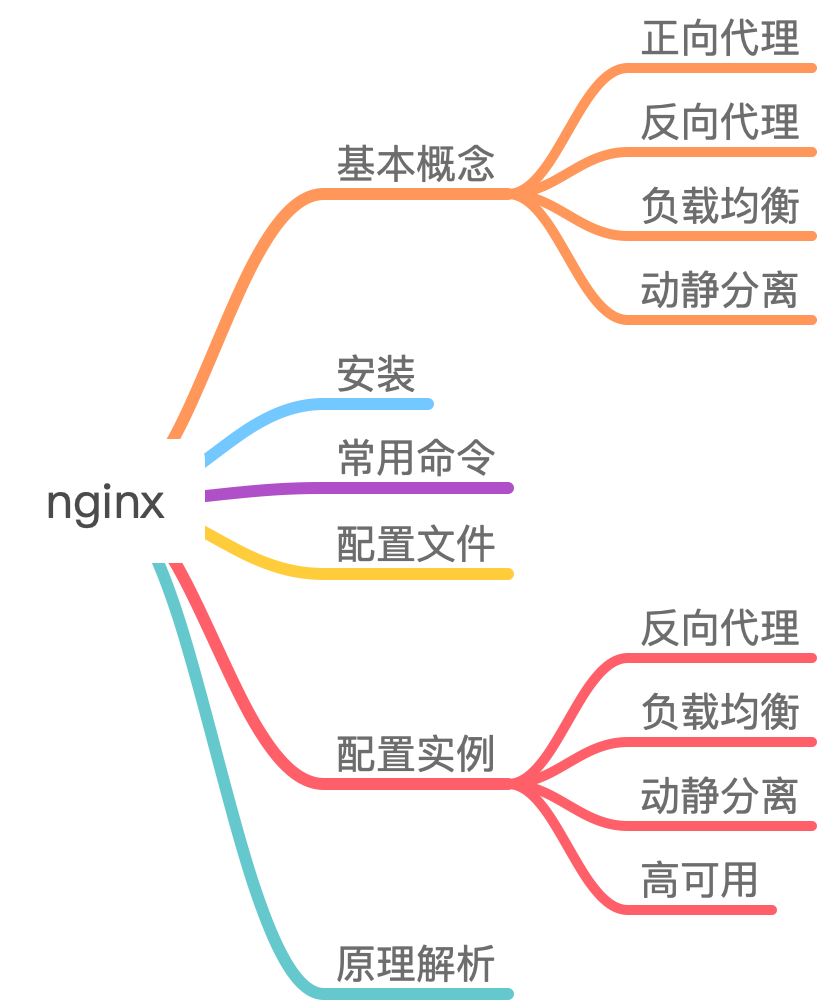 nginx
基本概念
正向代理
反向代理
负载均衡
动静分离
安装
常用命令
配置文件
配置实例
反向代理
负载均衡
动静分离
高可用
原理解析